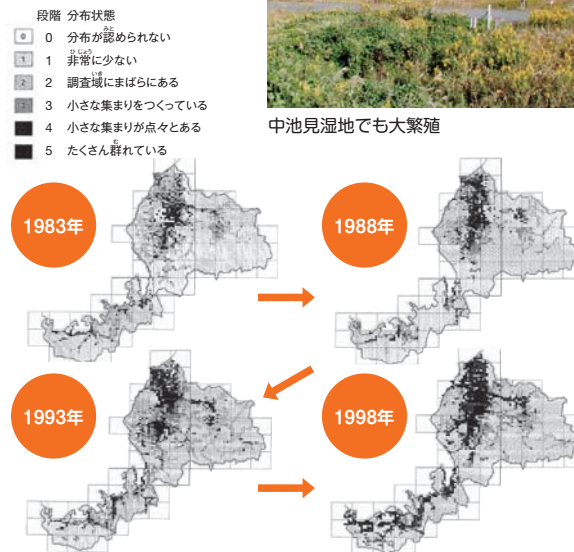 段階 分布状態
0 0 分布が認められない
1 1 非常に少ない
2 2 調査域にまばらにある
3 3 小さな集まりをつくっている
4 小さな集まりが点々とある
5 たくさん群れている
中池見湿地でも大繁殖
1983年
1988年
1993年
1998年